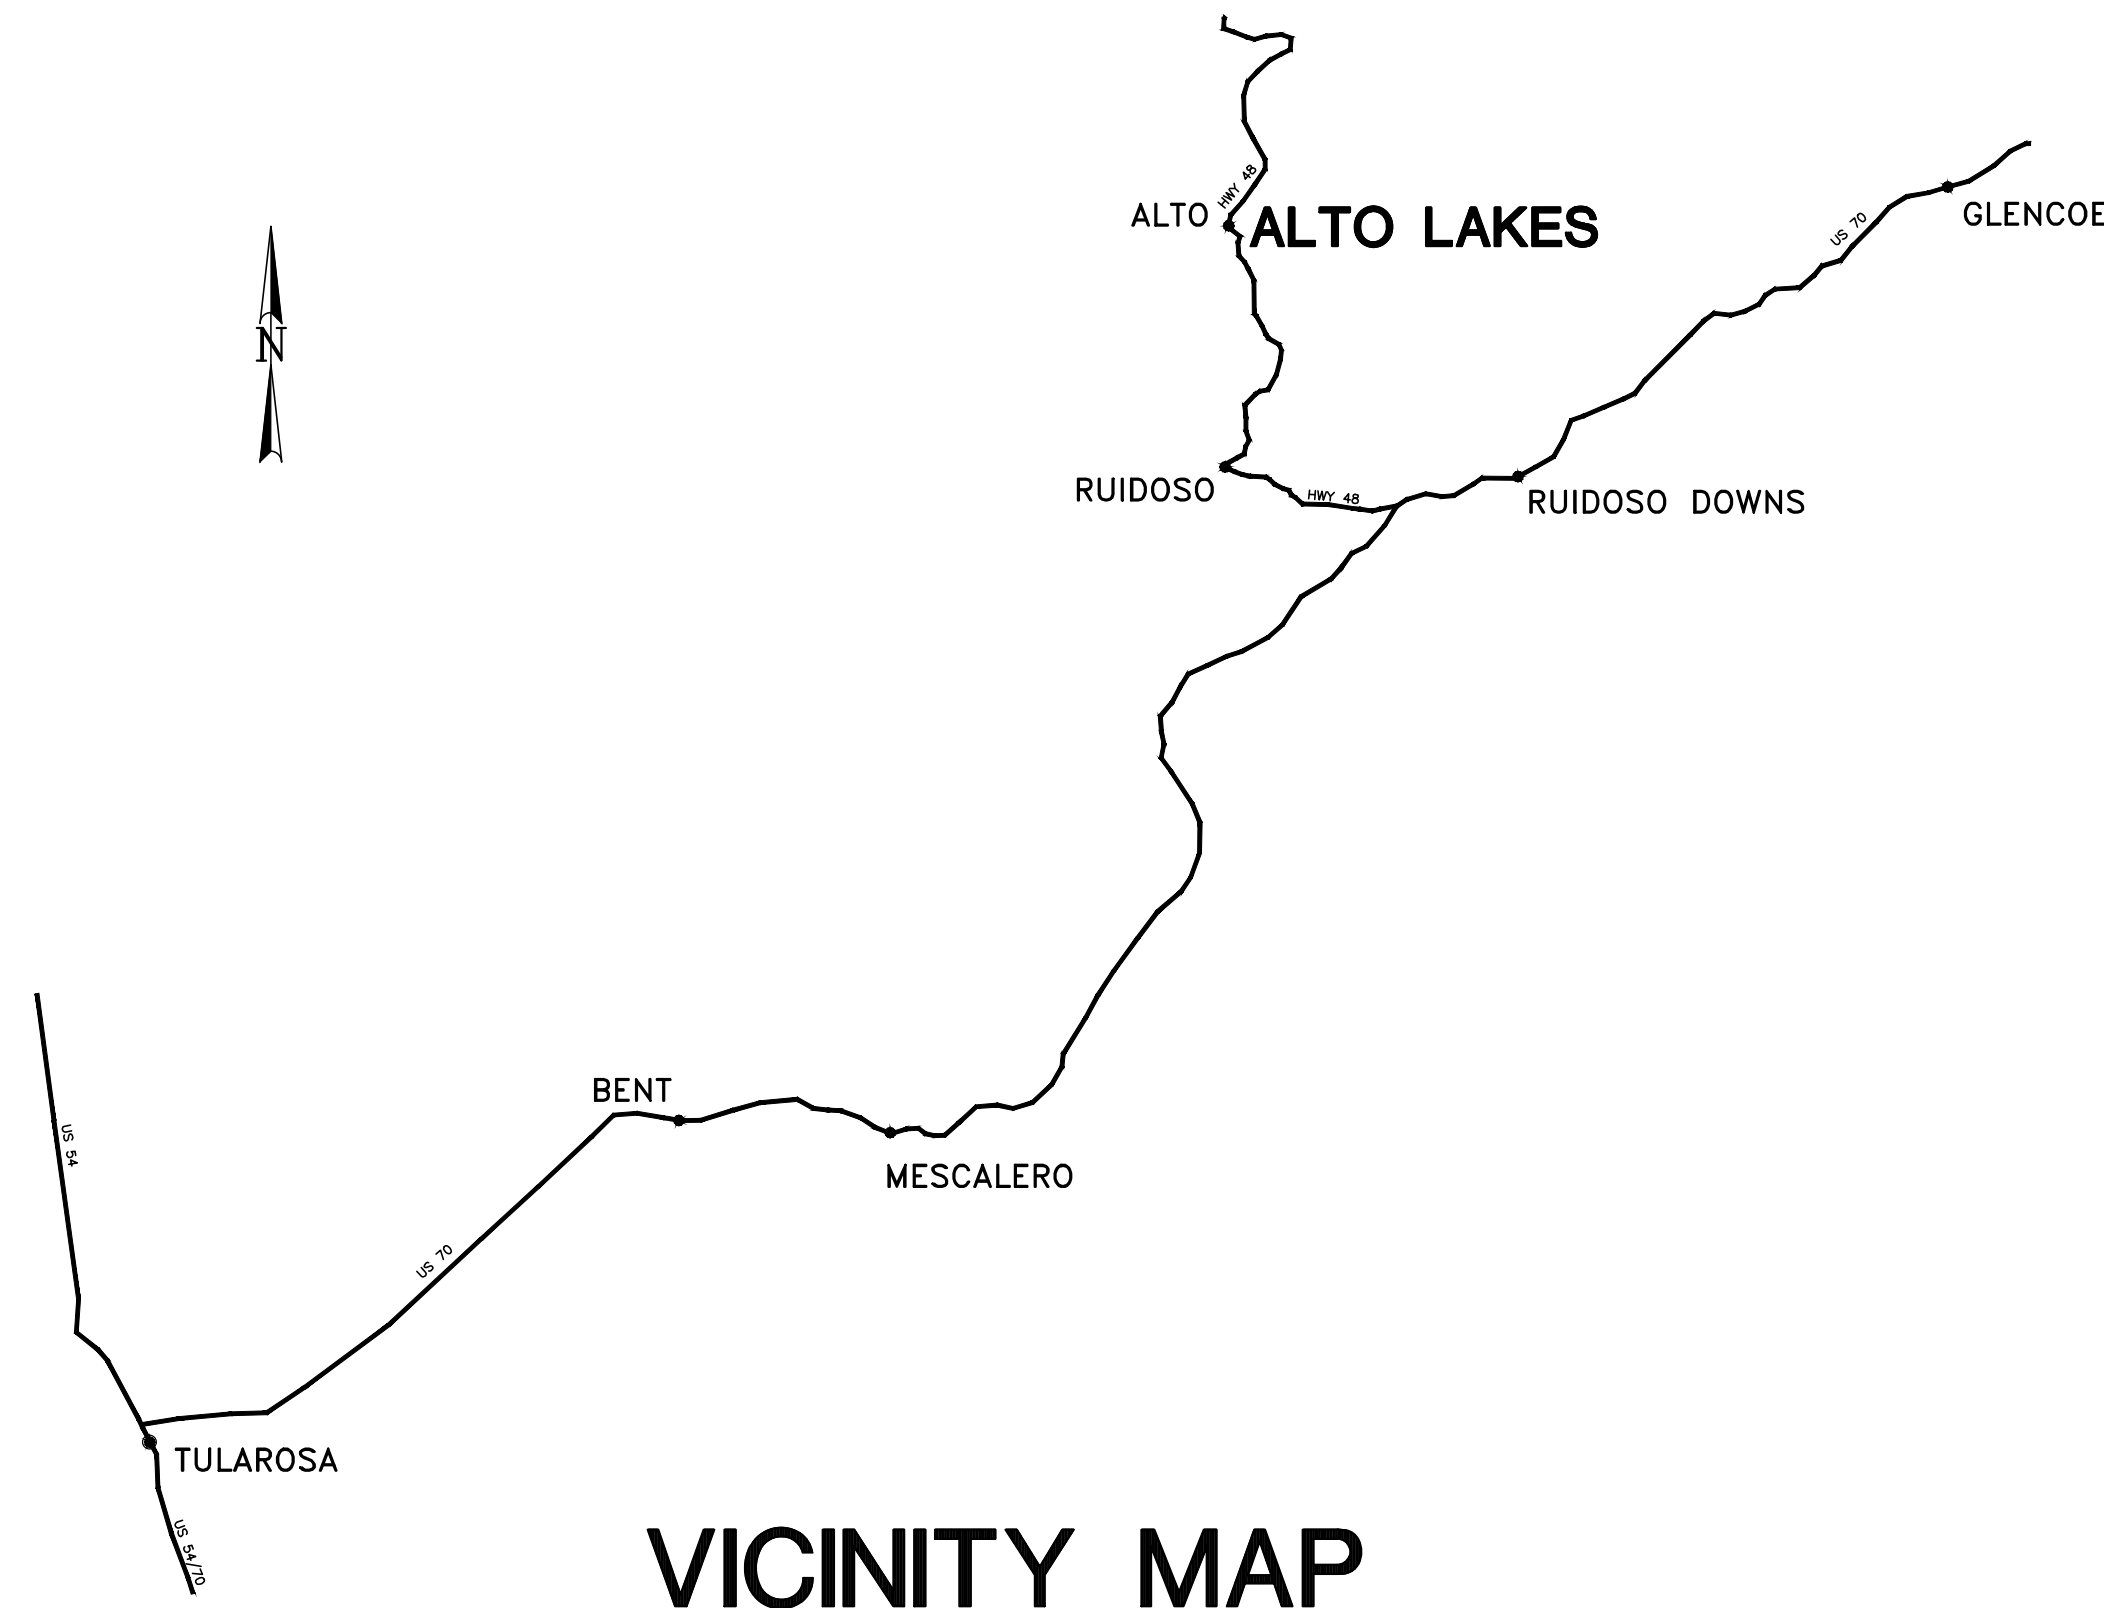 HWY 48
ALTO
ALTO LAKES
US 70
GLENCOE
N
RUIDOSO
HWY 48
RUIDOSO DOWNS
BENT
US 54
MESCALERO
US 70
TULAROSA
US 54/70
VICINITY MAP